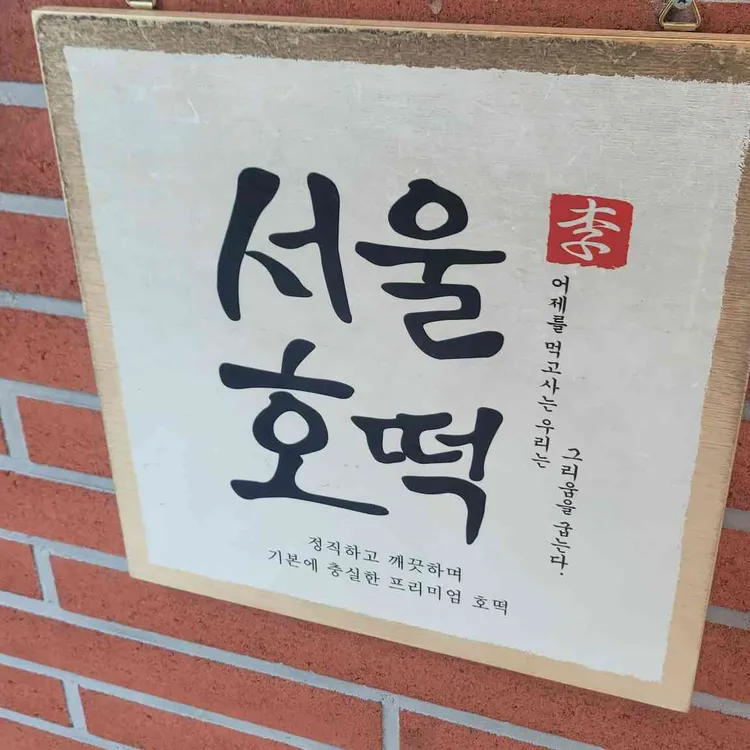 서울
호떡
李
어제를 먹고사는 우리는
그리움을 굽는다.
정직하고 깨끗하며
기본에 충실한 프리미엄 호떡